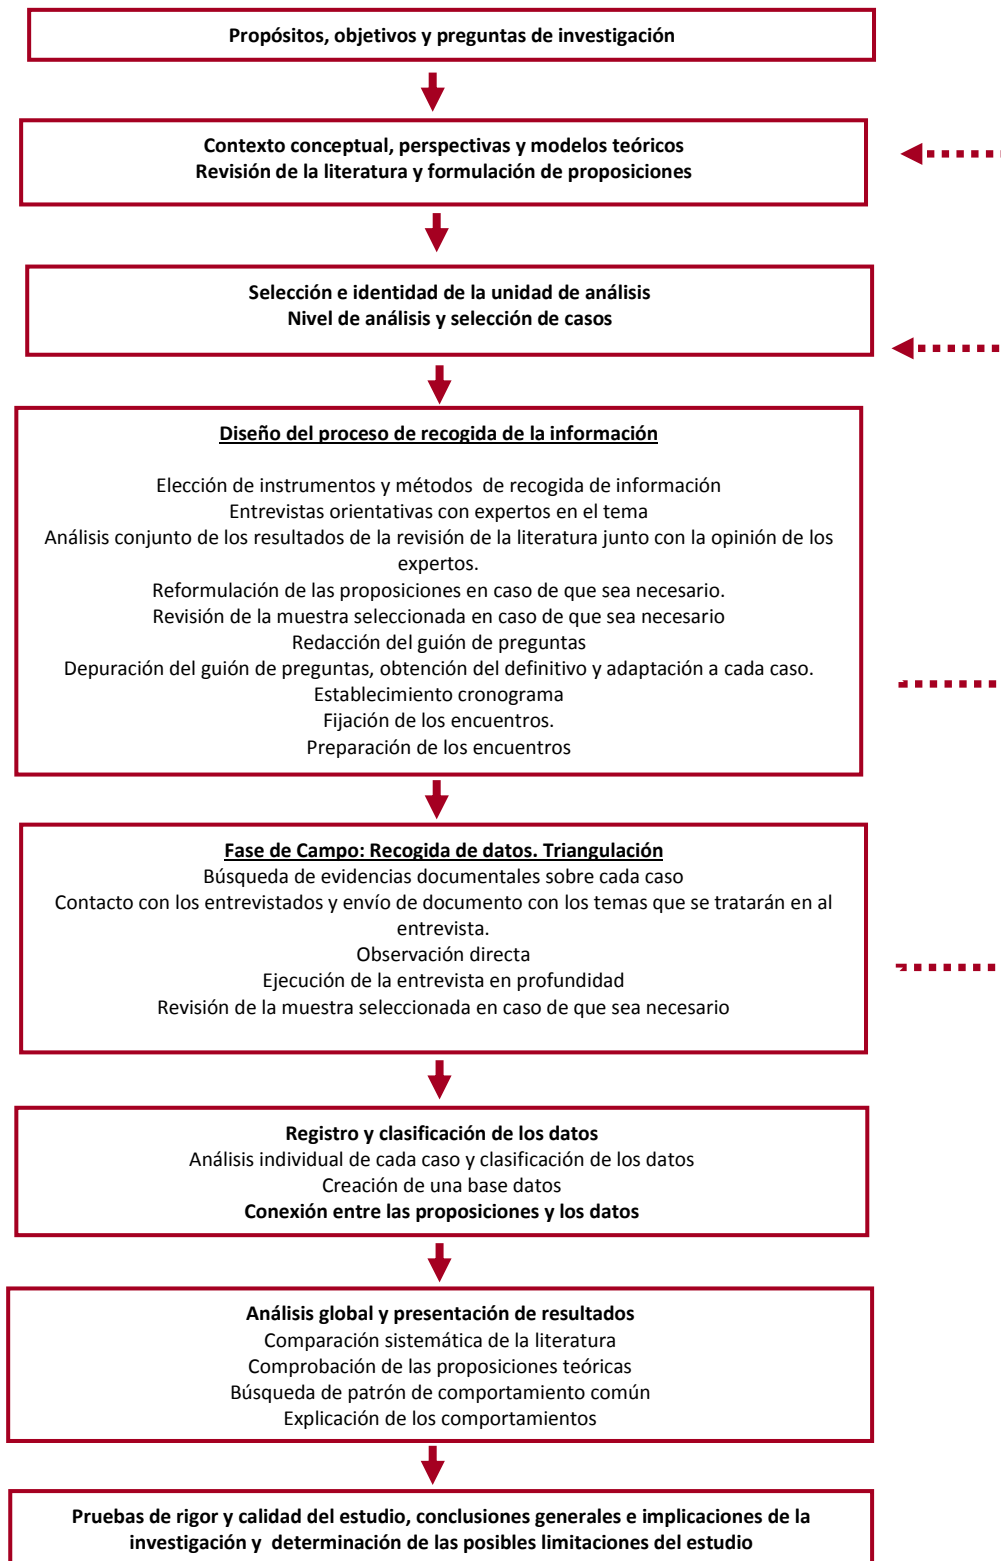 Propósitos, objetivos y preguntas de investigación
Contexto conceptual, perspectivas y modelos teóricos
Revisión de la literatura y formulación de proposiciones
Selección e identidad de la unidad de análisis
Nivel de análisis y selección de casos
Diseño del proceso de recogida de la información
Elección de instrumentos y métodos de recogida de información
Entrevistas orientativas con expertos en el tema
Análisis conjunto de los resultados de la revisión de la literatura junto con la opinión de los
expertos.
Reformulación de las proposiciones en caso de que sea necesario.
Revisión de la muestra seleccionada en caso de que sea necesario
Redacción del guión de preguntas
Depuración del guión de preguntas, obtención del definitivo y adaptación a cada caso.
Establecimiento cronograma
Fijación de los encuentros.
Preparación de los encuentros
Fase de Campo: Recogida de datos. Triangulación
Búsqueda de evidencias documentales sobre cada caso
Contacto con los entrevistados y envío de documento con los temas que se tratarán en al
entrevista.
Observación directa
Ejecución de la entrevista en profundidad
Revisión de la muestra seleccionada en caso de que sea necesario
Registro y clasificación de los datos
Análisis individual de cada caso y clasificación de los datos
Creación de una base datos
Conexión entre las proposiciones y los datos
Análisis global y presentación de resultados
Comparación sistemática de la literatura
Comprobación de las proposiciones teóricas
Búsqueda de patrón de comportamiento común
Explicación de los comportamientos
Pruebas de rigor y calidad del estudio, conclusiones generales e implicaciones de la
investigación y determinación de las posibles limitaciones del estudio